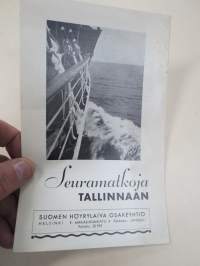 Seuramatkoja
TALLINNAAN
SUOMEN HÖYRYLAIVA OSAKEYHTIÖ
HELSINKI